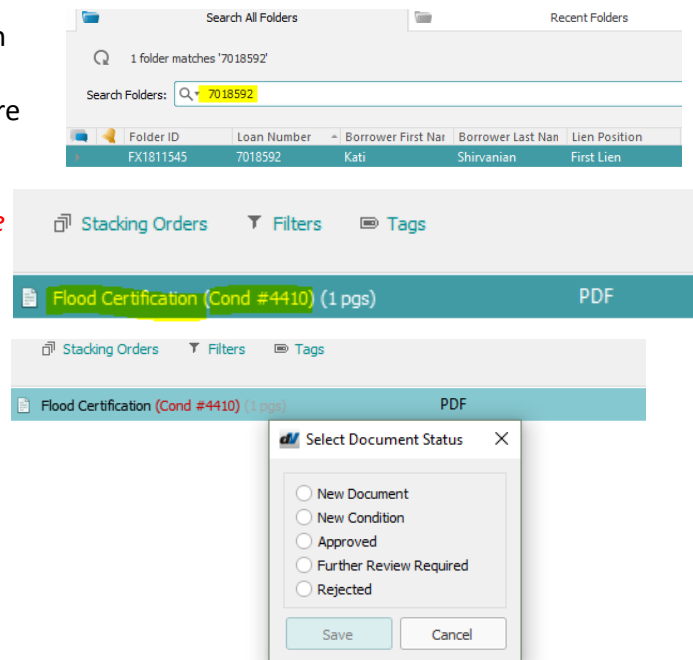 Search All Folders Recent Folders
1 folder matches '7018592'
Search Folders: 7018592
Folder ID Loan Number Borrower First Nar Borrower Last Nan Lien Position
FX1811545 7018592 Kati Shirvanian First Lien
re
Stacking Orders Filters Tags
Flood Certification (Cond #4410) (1 pgs) PDF
Stacking Orders Filters Tags
Flood Certification (Cond #4410) (1 pgs) PDF
Select Document Status
New Document
New Condition
Approved
Further Review Required
Rejected
Save Cancel